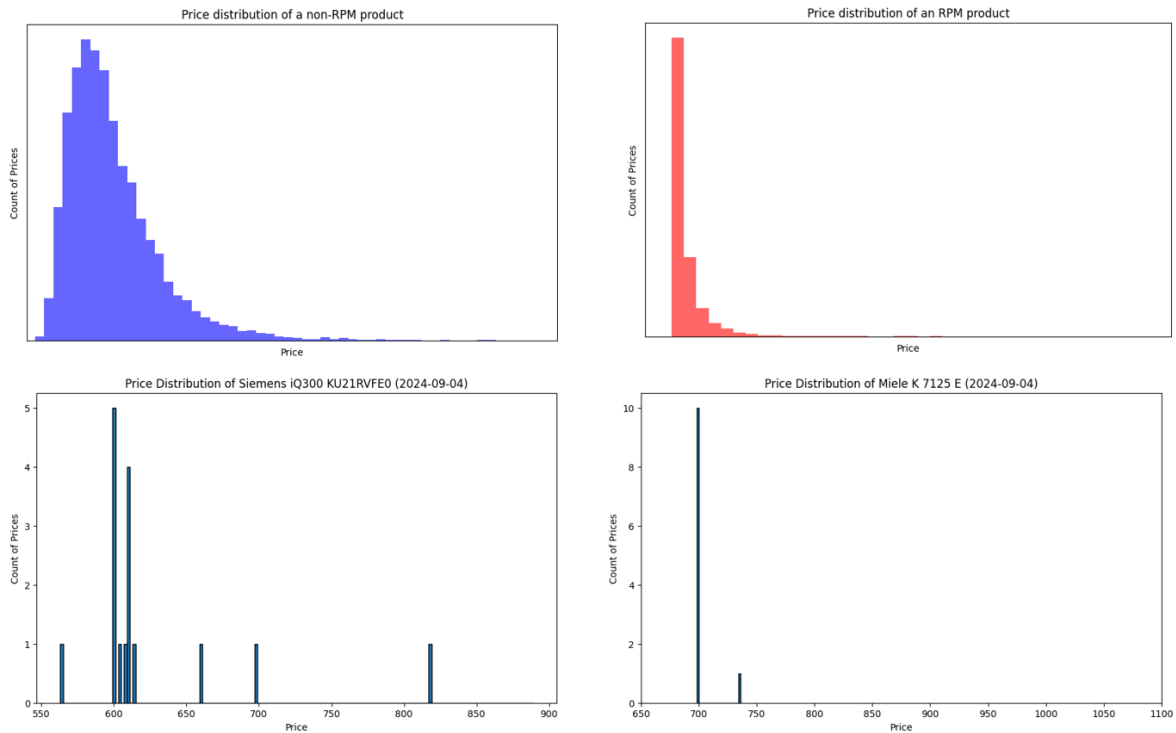 Price distribution of a non-RPM product
Count of Prices
Price
Price distribution of an RPM product
Count of Prices
Price
Price Distribution of Siemens iQ300 KU21RVFE0 (2024-09-04)
Count of Prices
5
4
3
2
1
0
550 600 650 700 750 800 850 900
Price
Price Distribution of Miele K 7125 E (2024-09-04)
Count of Prices
10
8
6
4
2
0
650 700 750 800 850 900 950 1000 1050 1100
Price